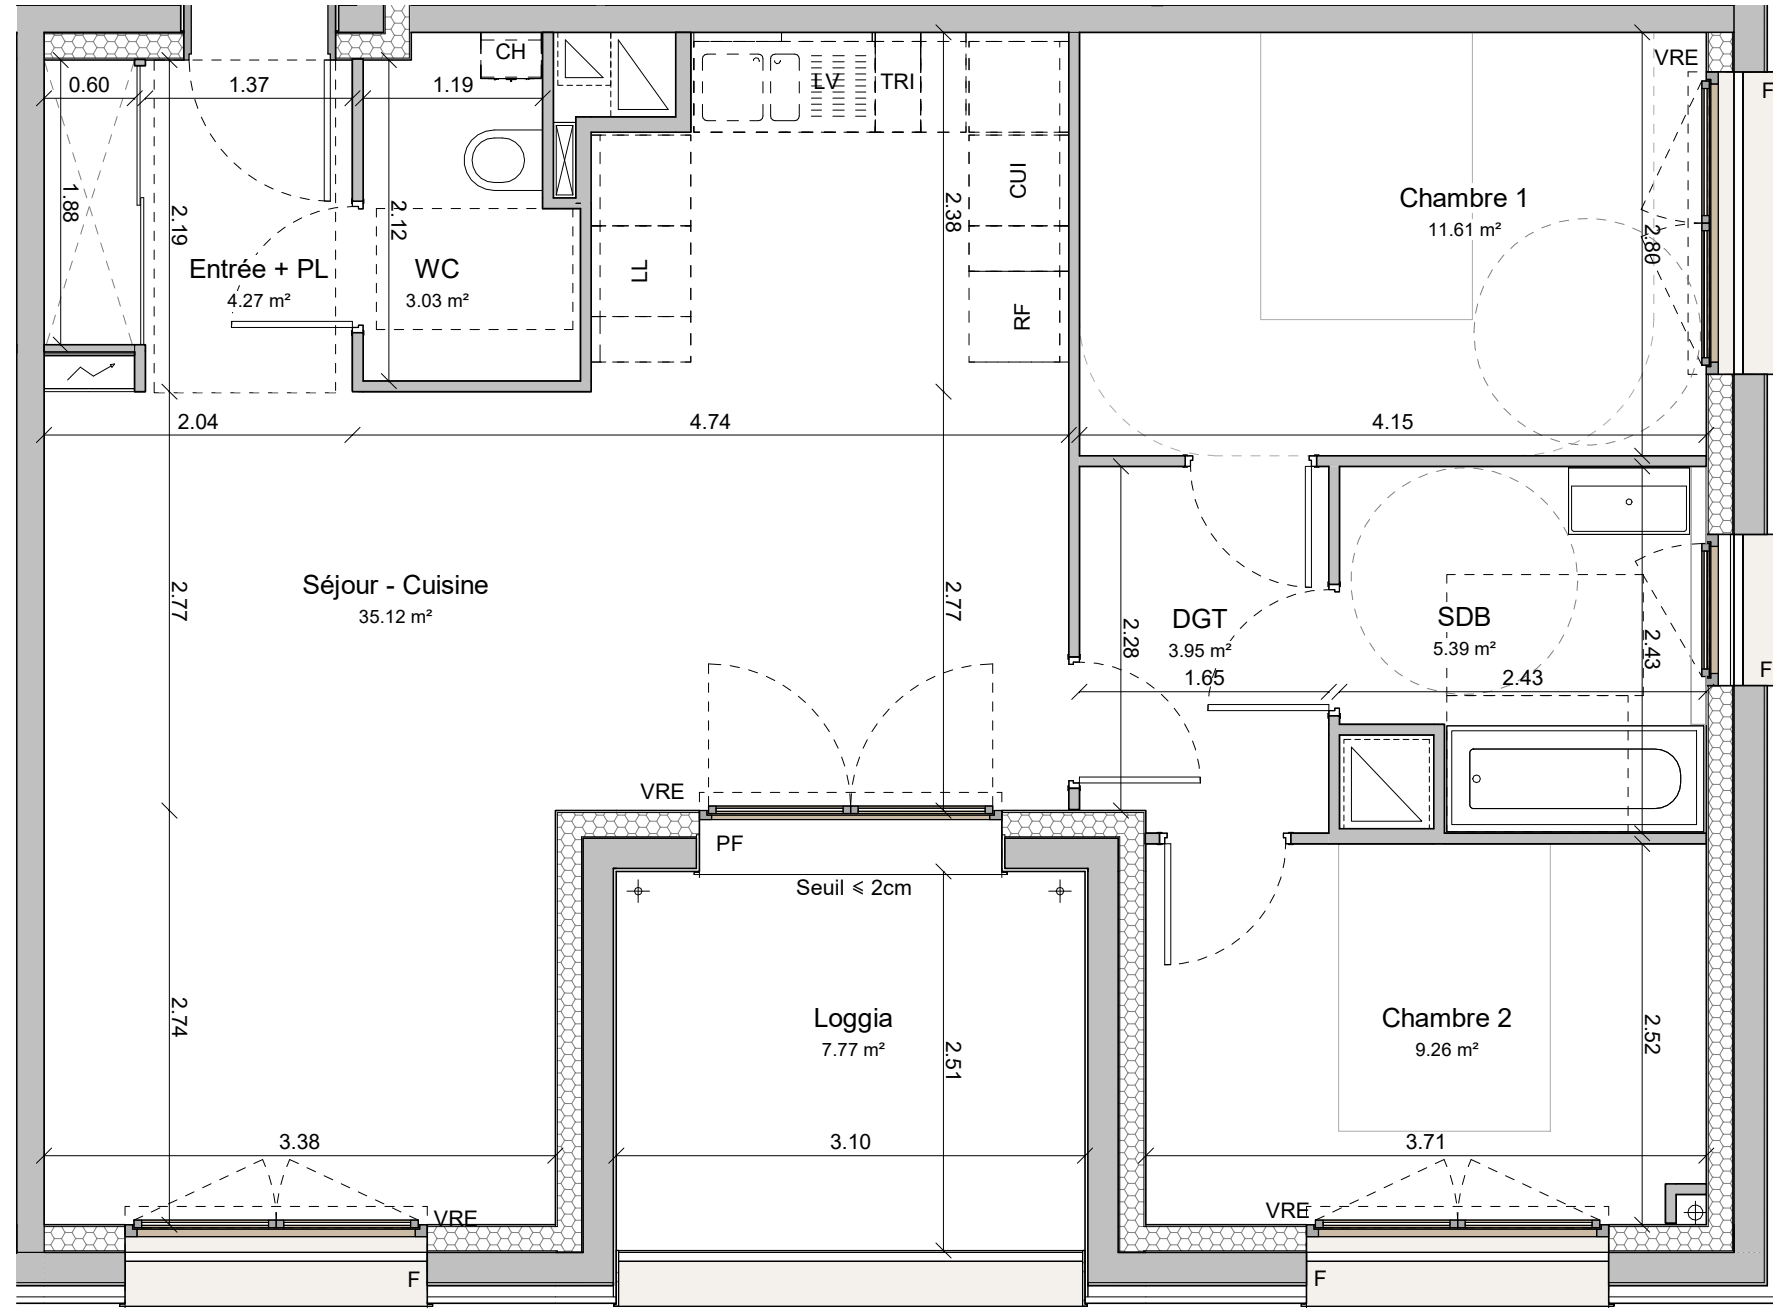 CH
VRE
0.60
1.37
1.19
LV
TRI
F
1.88
2.19
2.12
2.38
CUI
Chambre 1
11.61 m²
2.80
Entrée + PL
4.27 m²
WC
3.03 m²
LL
RF
2.04
4.74
4.15
2.77
Séjour - Cuisine
35.12 m²
2.77
2.28
DGT
3.95 m²
1.65
SDB
5.39 m²
2.43
2.43
F
VRE
PF
Seuil ⩽ 2cm
2.74
Loggia
7.77 m²
2.51
Chambre 2
9.26 m²
2.52
3.38
3.10
3.71
VRE
VRE
F
F